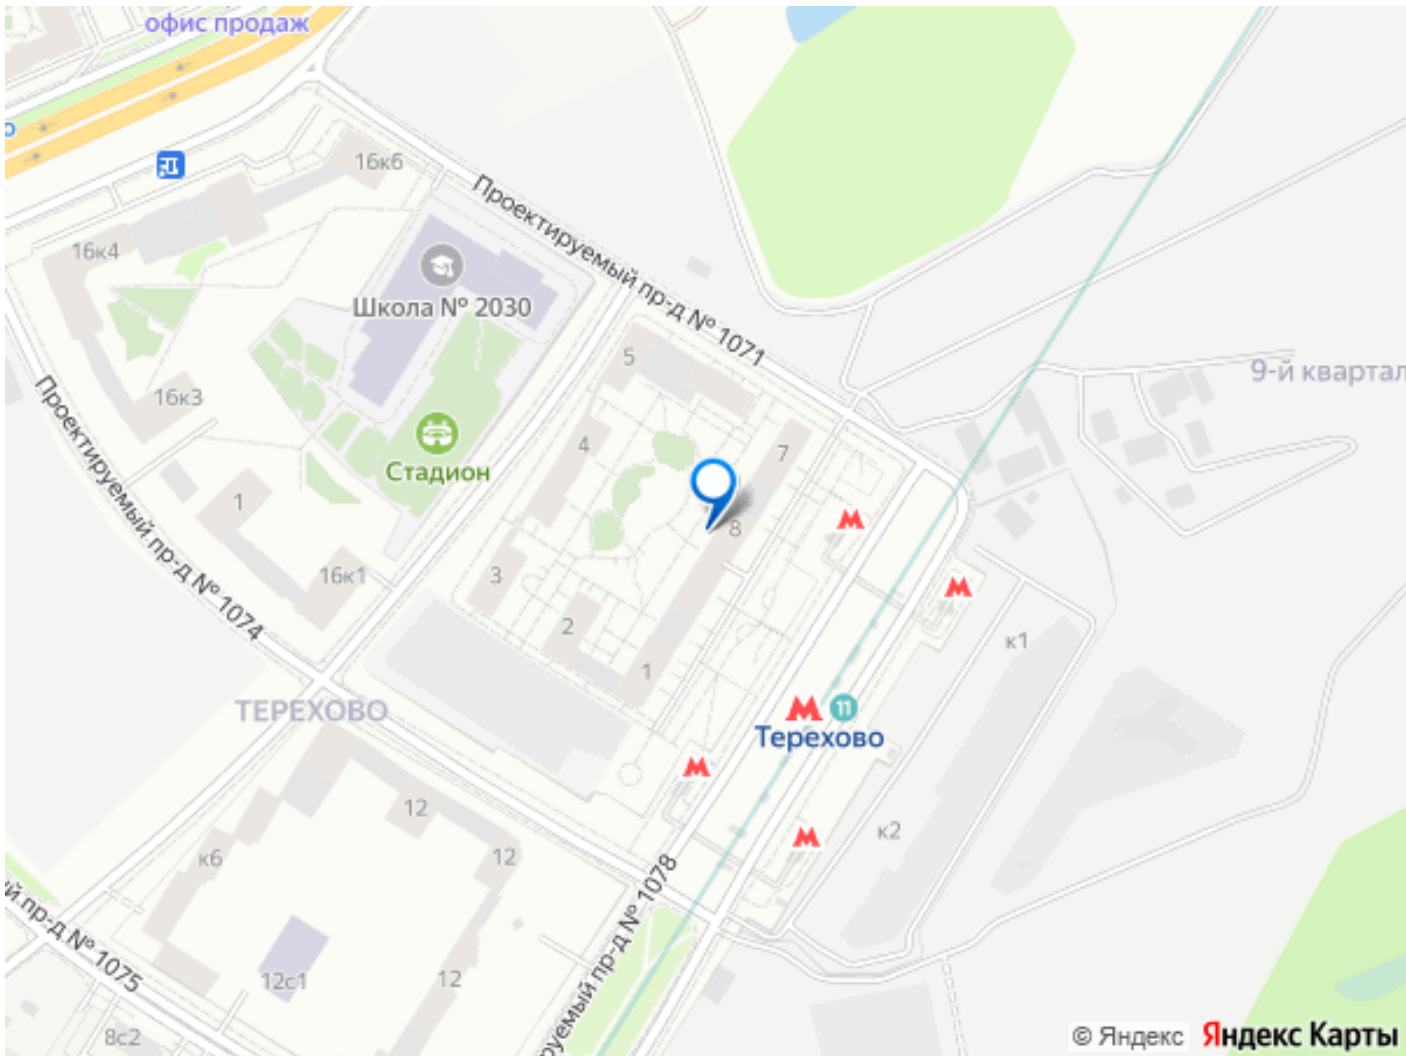 офис продаж
о
16к6
16к4
Проектируемый пр-д № 1071
Школа № 2030
5
9-й квартал
16к3
Проектируемый пр-д № 1074
4
7
Стадион
1
8
3
16к1
2
к1
1
ТЕРЕХОВО
11
Терехово
12
к2
к6
12
уемый пр-д № 1078
й пр-д № 1075
12с1
12
8с2
© Яндекс Яндекс Карты